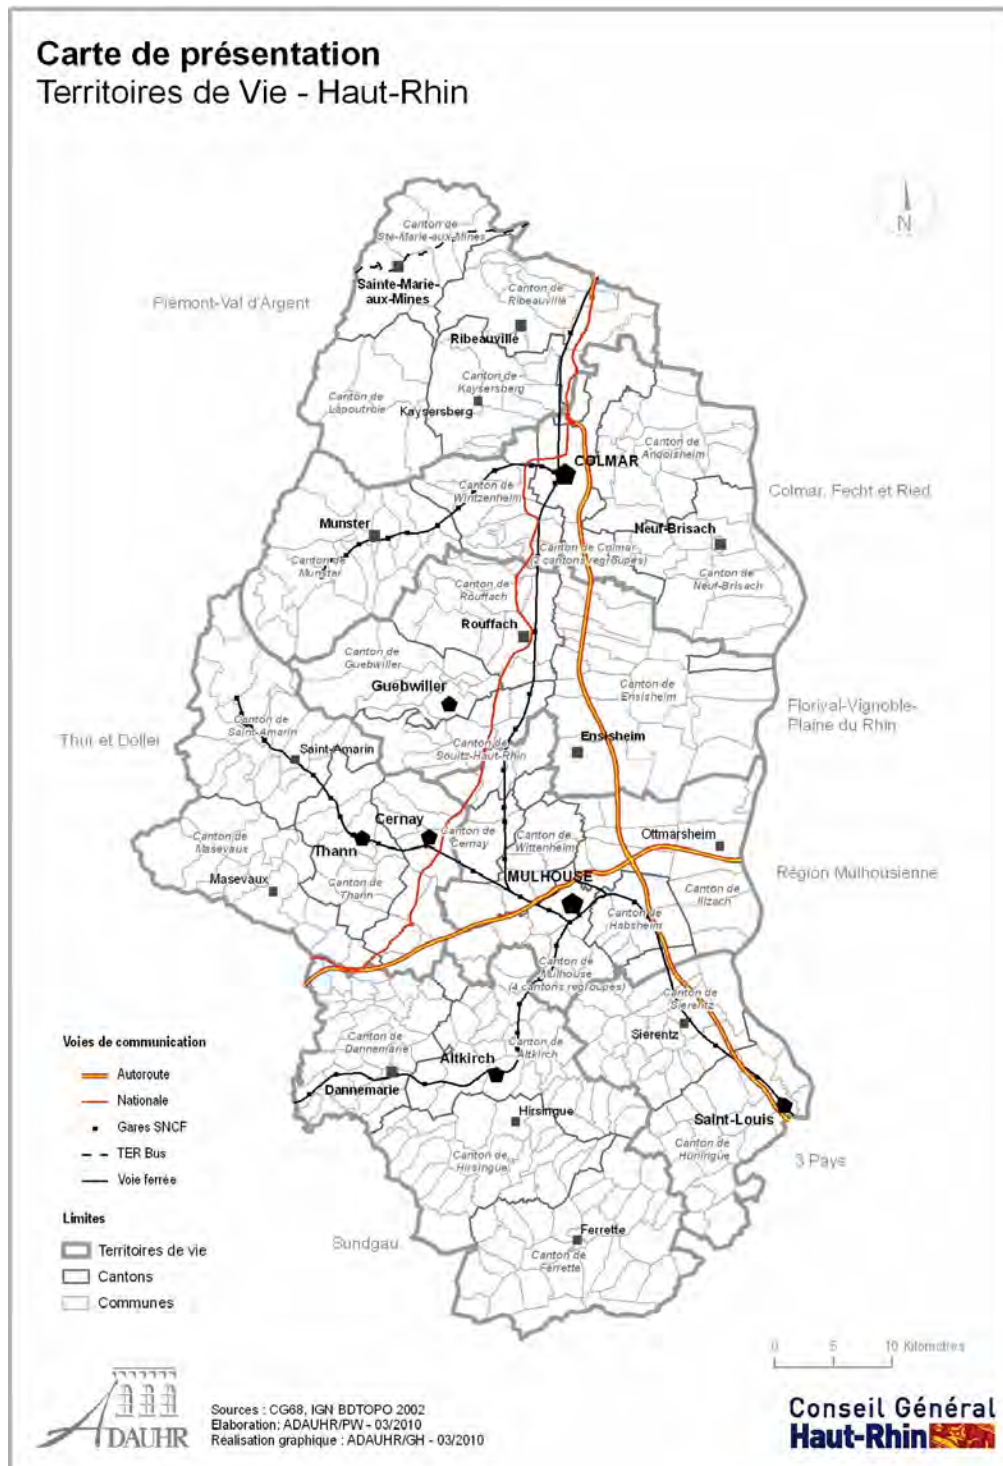 Carte de présentation
Territoires de Vie - Haut-Rhin
N
Canton de
Ste-Marie-aux-Mines
Sainte-Marie-
aux-Mines
Piémont-Val d'Argent
Canton de
Ribeauvillé
Ribeauvillé
Canton de
Kaysersberg
Kaysersberg
Canton de
Lapoutroie
Canton de
Andolsheim
COLMAR
Canton de
Wintzenheim
Colmar, Fecht et Ried
Munster
Neuf-Brisach
Canton de
Munster
Canton de Colmar
(2 cantons regroupés)
Canton de
Neuf-Brisach
Canton de
Rouffach
Rouffach
Canton de
Guebwiller
Guebwiller
Canton de
Ensisheim
Florival-Vignoble-
Plaine du Rhin
Canton de
Saint-Amarin
Thur et Doller
Saint-Amarin
Ensisheim
Canton de
Soultz-Haut-Rhin
Cernay
Canton de
Cernay
Canton de
Wittenheim
Ottmarsheim
Canton de
Masevaux
Thann
Masevaux
Canton de
Thann
MULHOUSE
Région Mulhousienne
Canton de
Illzach
Canton de
Habsheim
Canton de
Mulhouse
(4 cantons regroupés)
Canton de
Sierentz
Sierentz
Canton de
Dannemarie
Canton de
Altkirch
Altkirch
Dannemarie
Hirsingue
Saint-Louis
Canton de
Hirsingue
Canton de
Huningue
3 Pays
Sundgau
Ferrette
Canton de
Ferrette
Voies de communication
Autoroute
Nationale
Gares SNCF
TER Bus
Voie ferrée
Limites
Territoires de vie
Cantons
Communes
0 5 10 Kilomètres
ADAUHR
Sources : CG68, IGN BDTOPO 2002
Elaboration: ADAUHR/PW - 03/2010
Réalisation graphique : ADAUHR/GH - 03/2010
Conseil Général
Haut-Rhin